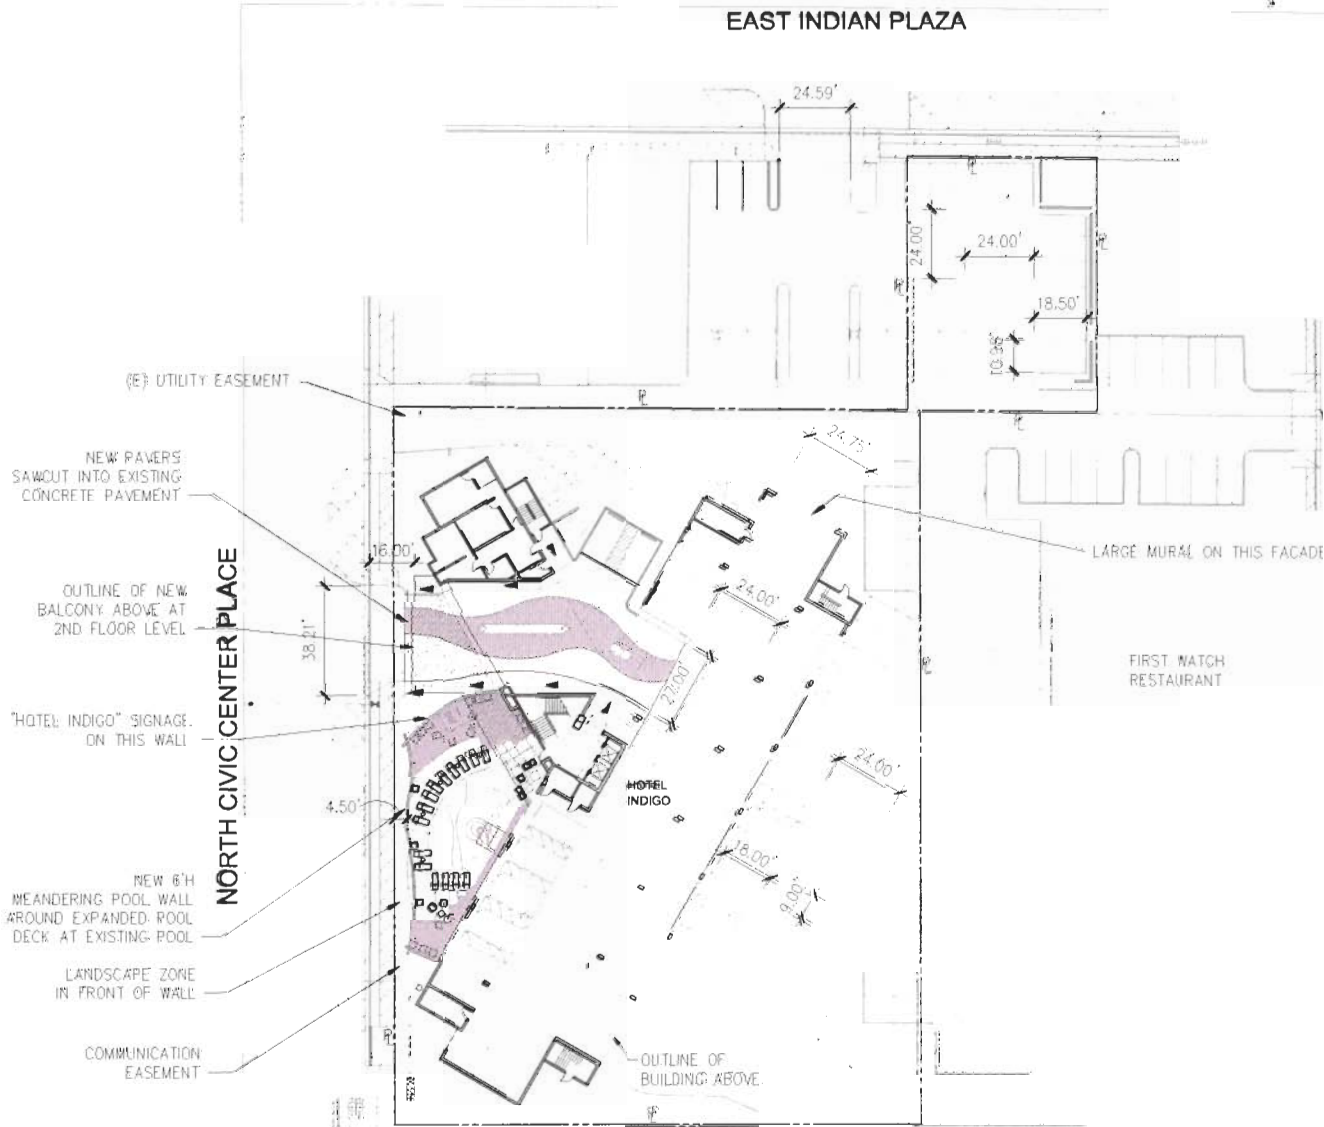 EAST INDIAN PLAZA
24.59'
24.00'
24.00'
18.50'
10.98'
(E) UTILITY EASEMENT
24.75'
NEW PAVERS
SAWCUT INTO EXISTING
CONCRETE PAVEMENT
16.00'
LARGE MURAL ON THIS FACADE
OUTLINE OF NEW
BALCONY ABOVE AT
2ND FLOOR LEVEL
38.21'
24.00'
27.00'
FIRST WATCH
RESTAURANT
NORTH CIVIC CENTER PLACE
"HOTEL INDIGO" SIGNAGE
ON THIS WALL
24.00'
HOTEL
INDIGO
4.50'
18.00'
9.00'
NEW 6'H
MEANDERING POOL WALL
AROUND EXPANDED POOL
DECK AT EXISTING POOL
LANDSCAPE ZONE
IN FRONT OF WALL
COMMUNICATION
EASEMENT
OUTLINE OF
BUILDING ABOVE